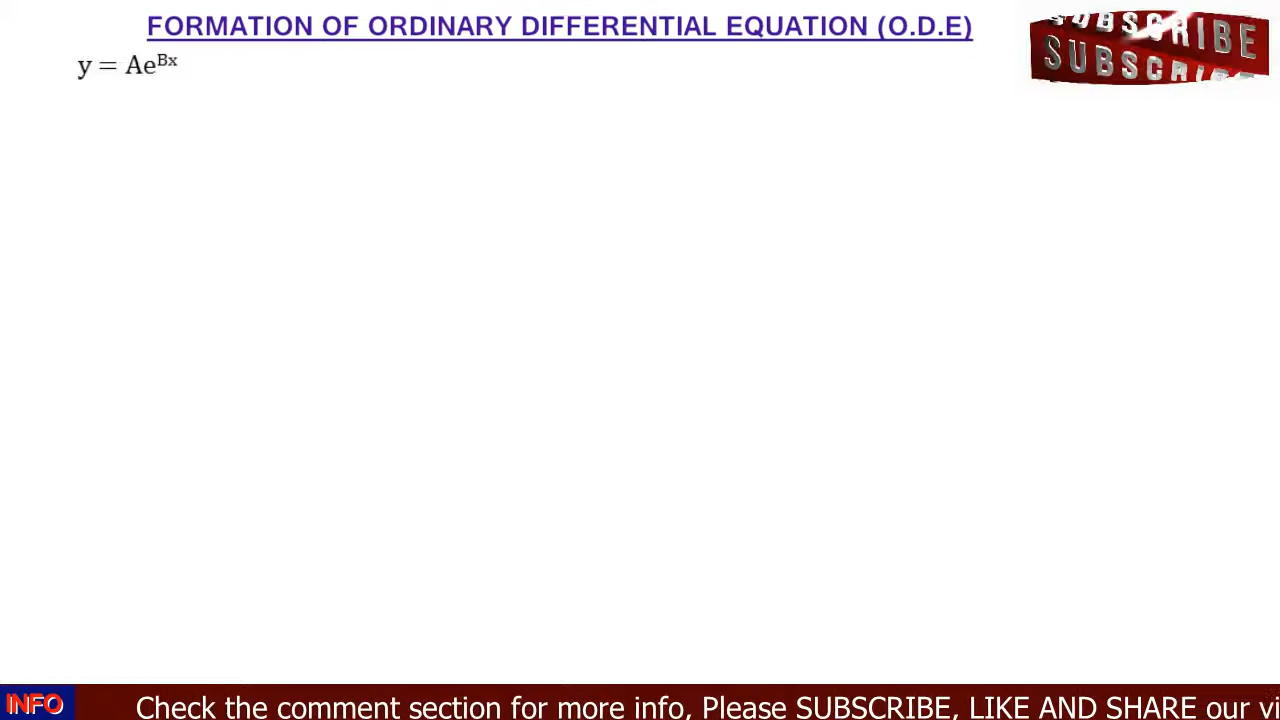 FORMATION OF ORDINARY DIFFERENTIAL EQUATION (O.D.E)
SUBSCRIBE
SUBSCRIBE
y = Ae^{Bx}
INFO Check the comment section for more info, Please SUBSCRIBE, LIKE AND SHARE our vi